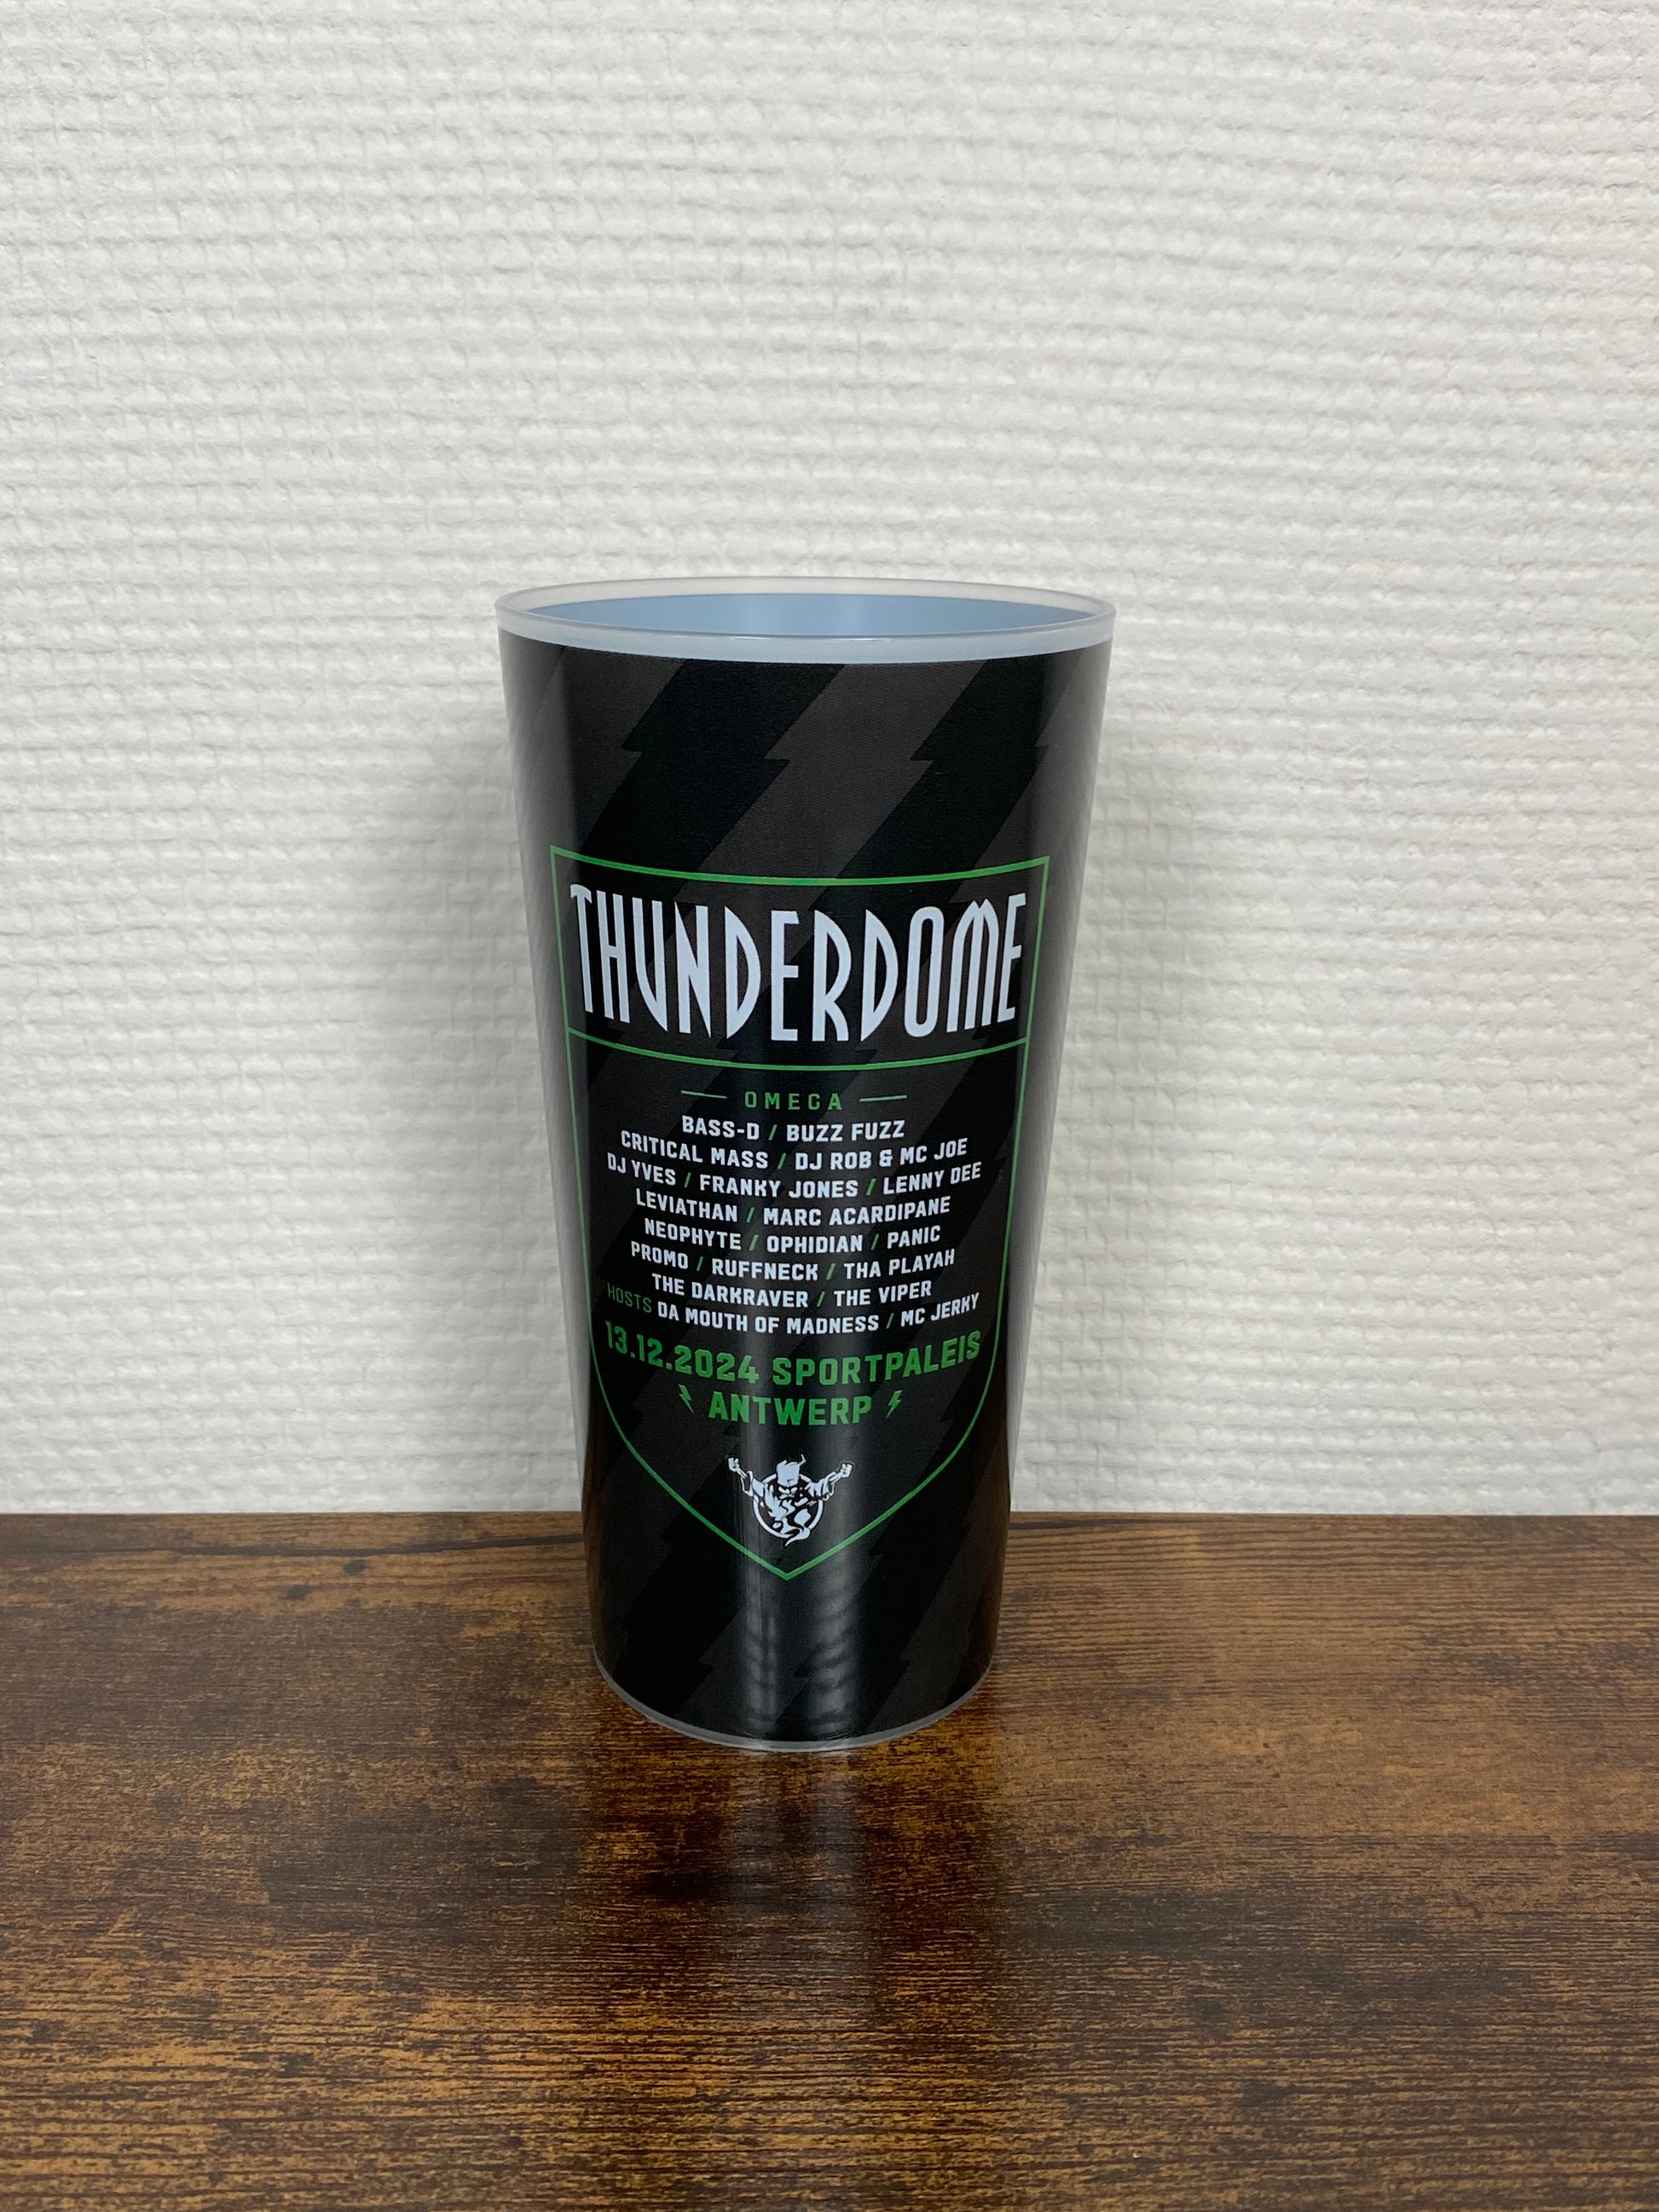 THUNDERDOME
OMEGA
BASS-D / BUZZ FUZZ
CRITICAL MASS / DJ ROB & MC JOE
DJ YVES / FRANKY JONES / LENNY DEE
LEVIATHAN / MARC ACARDIPANE
NEOPHYTE / OPHIDIAN / PANIC
PROMO / RUFFNECK / THA PLAYAH
THE DARKRAVER / THE VIPER
HOSTS DA MOUTH OF MADNESS / MC JERKY
13.12.2024 SPORTPALEIS
ANTWERP